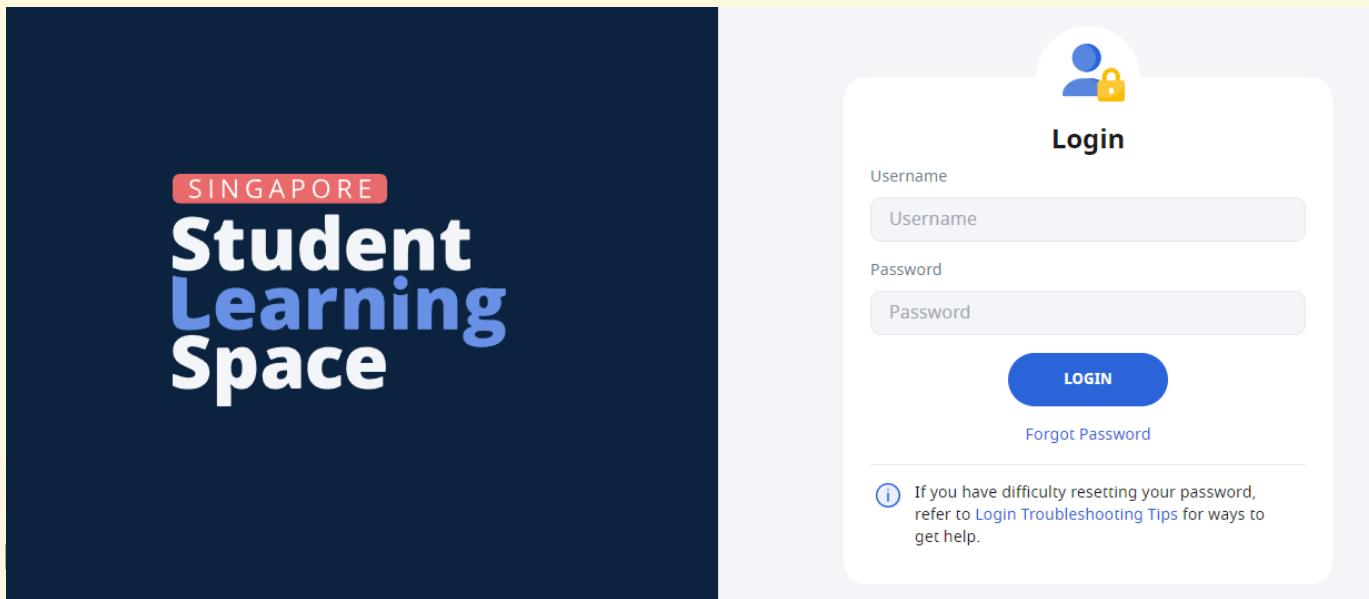 SINGAPORE
Student
Learning
Space
Login
Username
Username
Password
Password
LOGIN
Forgot Password
If you have difficulty resetting your password,
refer to Login Troubleshooting Tips for ways to
get help.